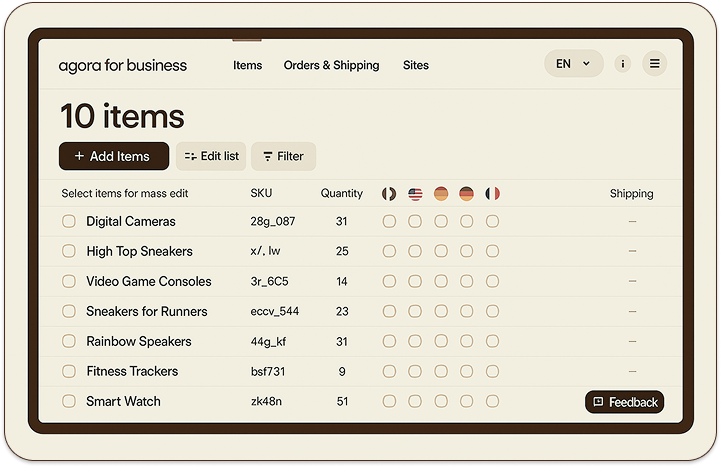 agora for business
Items Orders & Shipping Sites EN i
10 items
+ Add Items Edit list Filter
Select items for mass edit SKU Quantity Shipping
Digital Cameras 28g_087 31 –
High Top Sneakers x/, lw 25 –
Video Game Consoles 3r_6C5 14 –
Sneakers for Runners eccv_544 23 –
Rainbow Speakers 44g_kf 31 –
Fitness Trackers bsf731 9 –
Smart Watch zk48n 51 Feedback